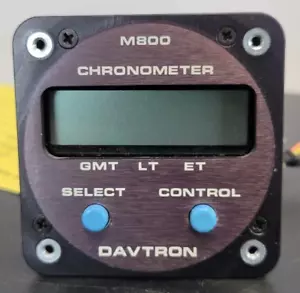 M800
CHRONOMETER
GMT LT ET
SELECT CONTROL
DAVTRON